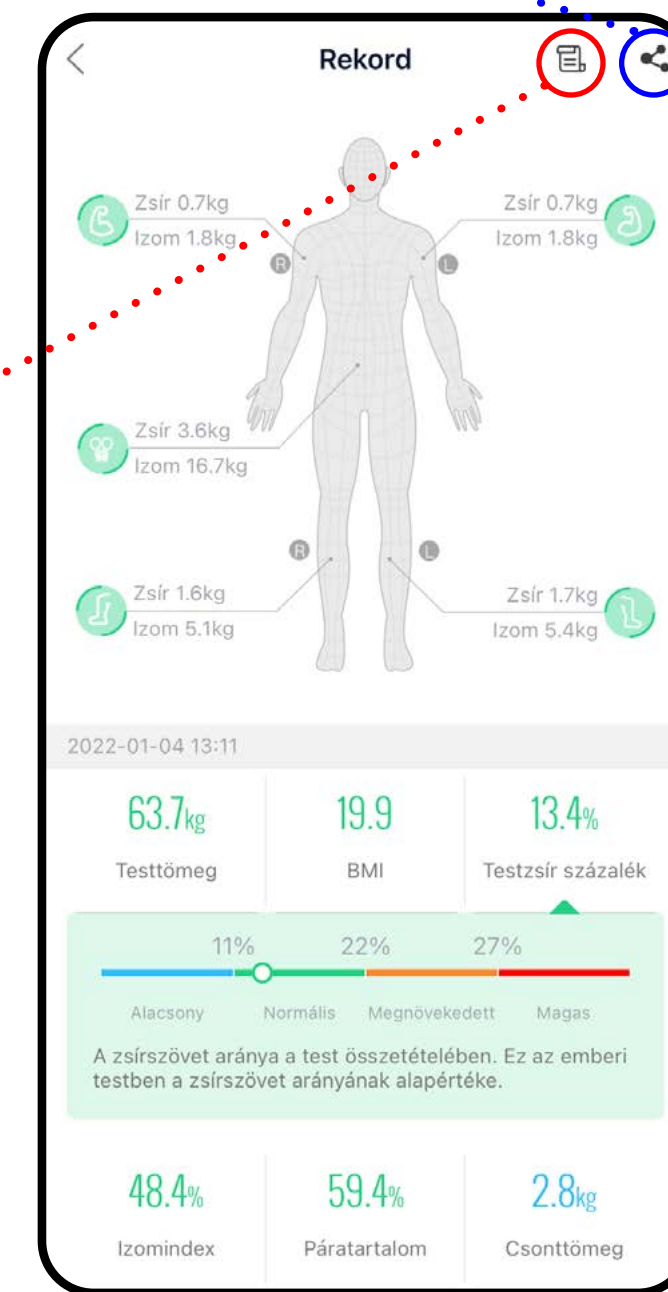 Rekord
Zsír 0.7kg
Izom 1.8kg
Zsír 0.7kg
Izom 1.8kg
R
L
Zsír 3.6kg
Izom 16.7kg
R
L
Zsír 1.6kg
Izom 5.1kg
Zsír 1.7kg
Izom 5.4kg
2022-01-04 13:11
63.7kg
19.9
13.4%
Testtömeg
BMI
Testzsír százalék
11%
22%
27%
Alacsony
Normális
Megnövekedett
Magas
A zsírszövet aránya a test összetételében. Ez az emberi
testben a zsírszövet arányának alapértéke.
48.4%
59.4%
2.8kg
Izomindex
Páratartalom
Csonttömeg